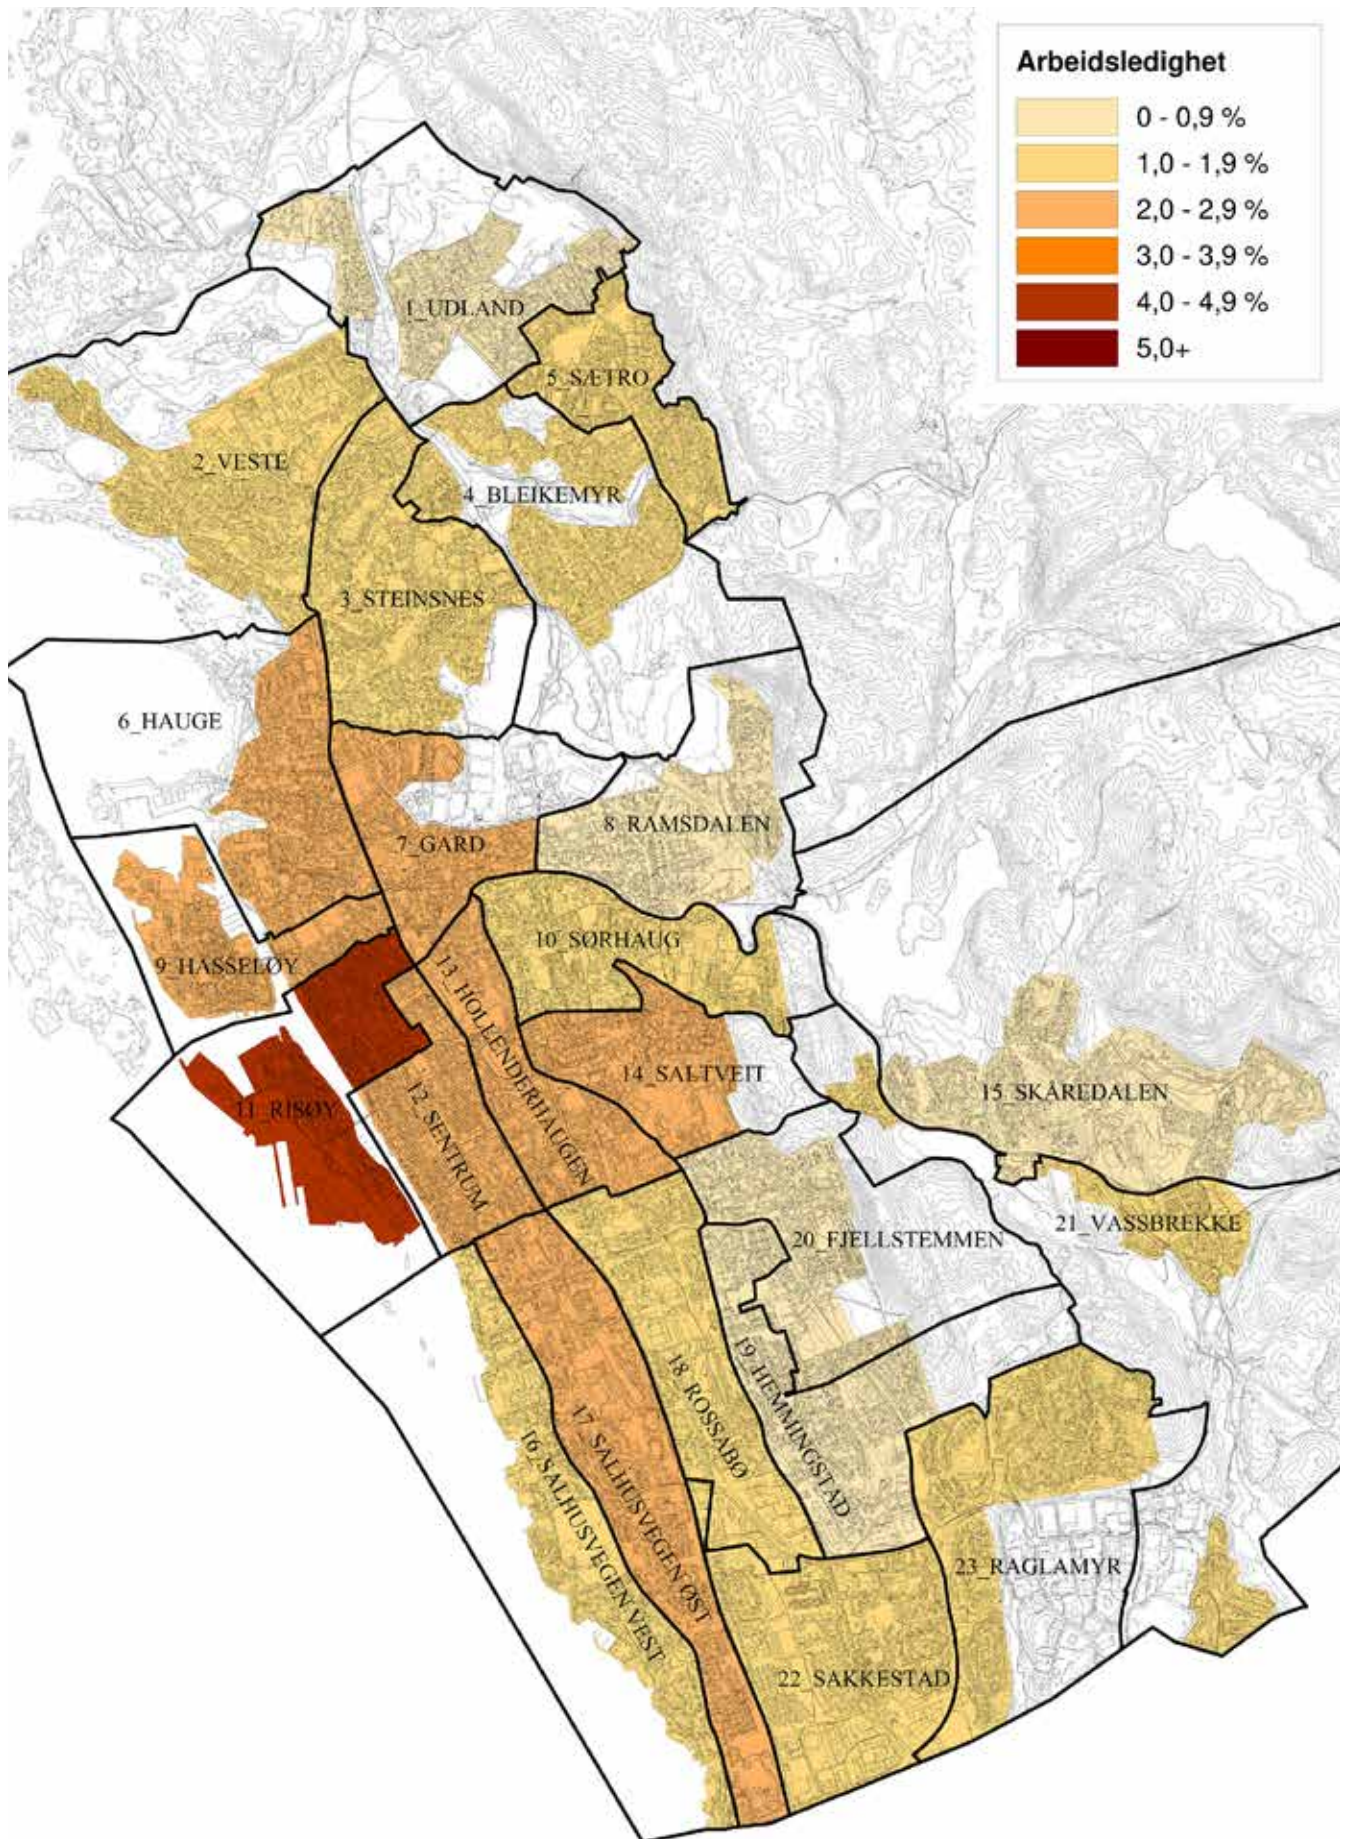 Arbeidsledighet
0 - 0,9 %
1,0 - 1,9 %
2,0 - 2,9 %
3,0 - 3,9 %
4,0 - 4,9 %
5,0+
1_UDLAND
5_SÆTRO
2_VESTE
4_BLEIKEMYR
3_STEINSNES
6_HAUGE
8_RAMSDALEN
7_GARD
10_SØRHAUG
9_HASSELØY
13_HOLLENDERHAUGEN
14_SALTVEIT
15_SKÅREDALEN
11_RISØY
12_SENTRUM
21_VASSBREKKE
20_FJELLSTEMMEN
19_HEMMINGSTAD
18_ROSSABØ
17_SALHUSVEGEN ØST
16_SALHUSVEGEN VEST
23_RAGLAMYR
22_SAKKESTAD